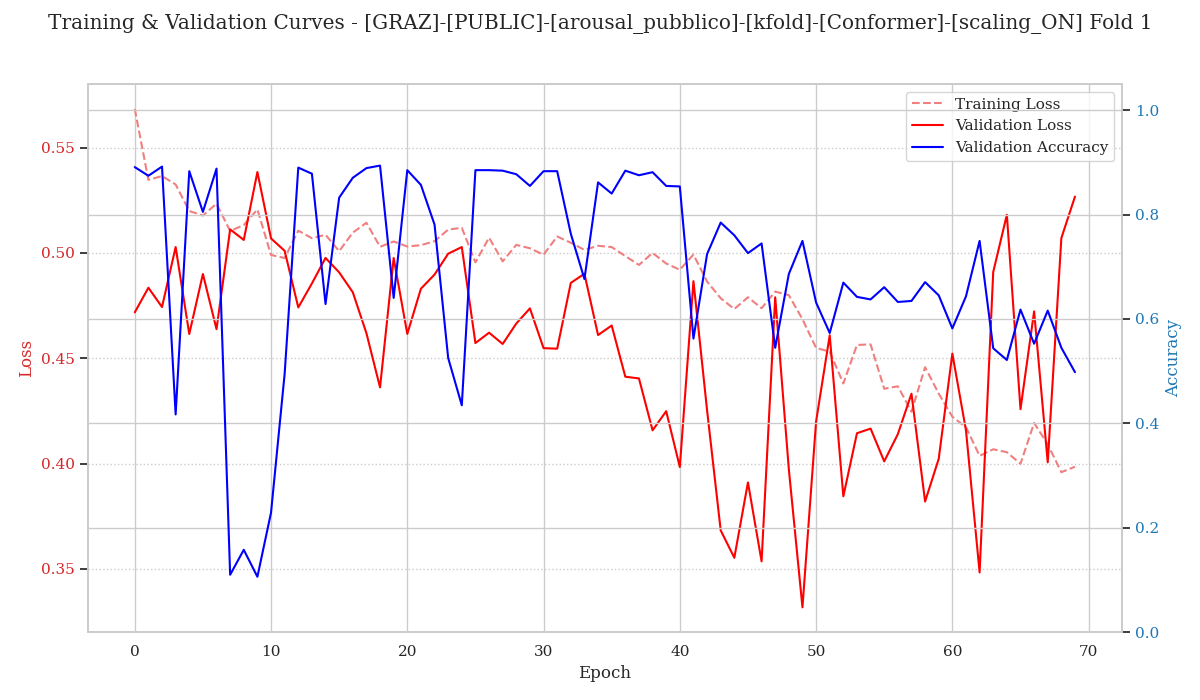 Training & Validation Curves - [GRAZ]-[PUBLIC]-[arousal_pubblico]-[kfold]-[Conformer]-[scaling_ON] Fold 1
Training Loss
Validation Loss
Validation Accuracy
0.55
0.50
0.45
0.40
0.35
Loss
1.0
0.8
0.6
0.4
0.2
0.0
Accuracy
0 10 20 30 40 50 60 70
Epoch